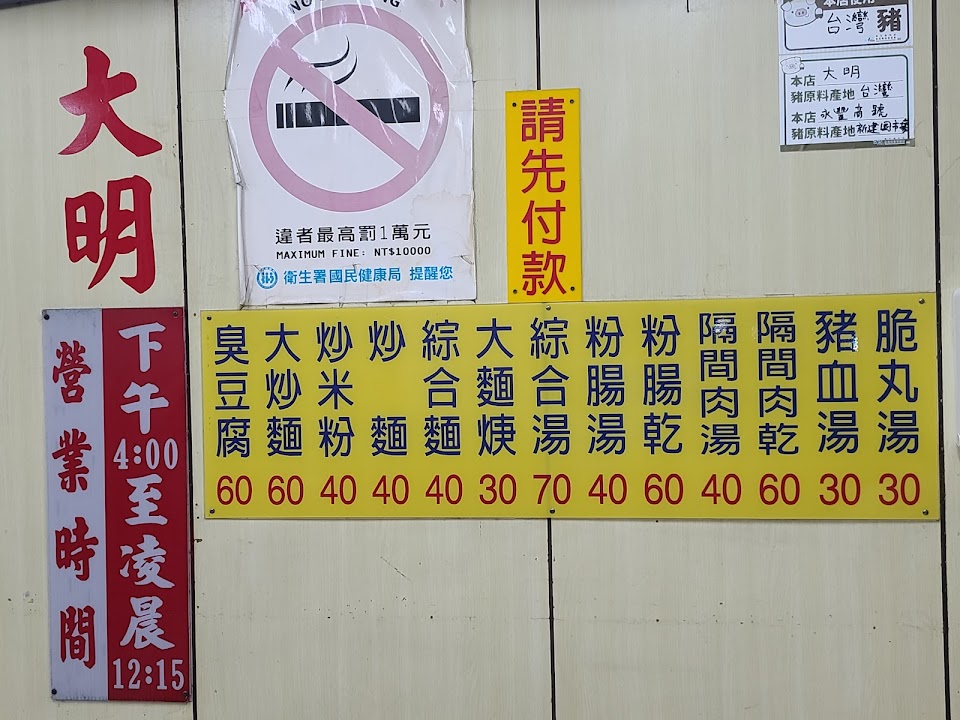 大明
營業時間
下午4:00至凌晨12:15
違者最高罰1萬元
MAXIMUM FINE: NT$10000
衛生署國民健康局 提醒您
請先付款
臭豆腐 60
大炒麵 60
炒米粉 40
炒麵 40
綜合麵 40
大麵焿 30
綜合湯 70
粉腸湯 40
粉腸乾 60
隔間肉湯 40
隔間肉乾 60
豬血湯 30
脆丸湯 30
台灣豬
本店 大明
豬原料產地 台灣
本店 永豐商號
豬原料產地